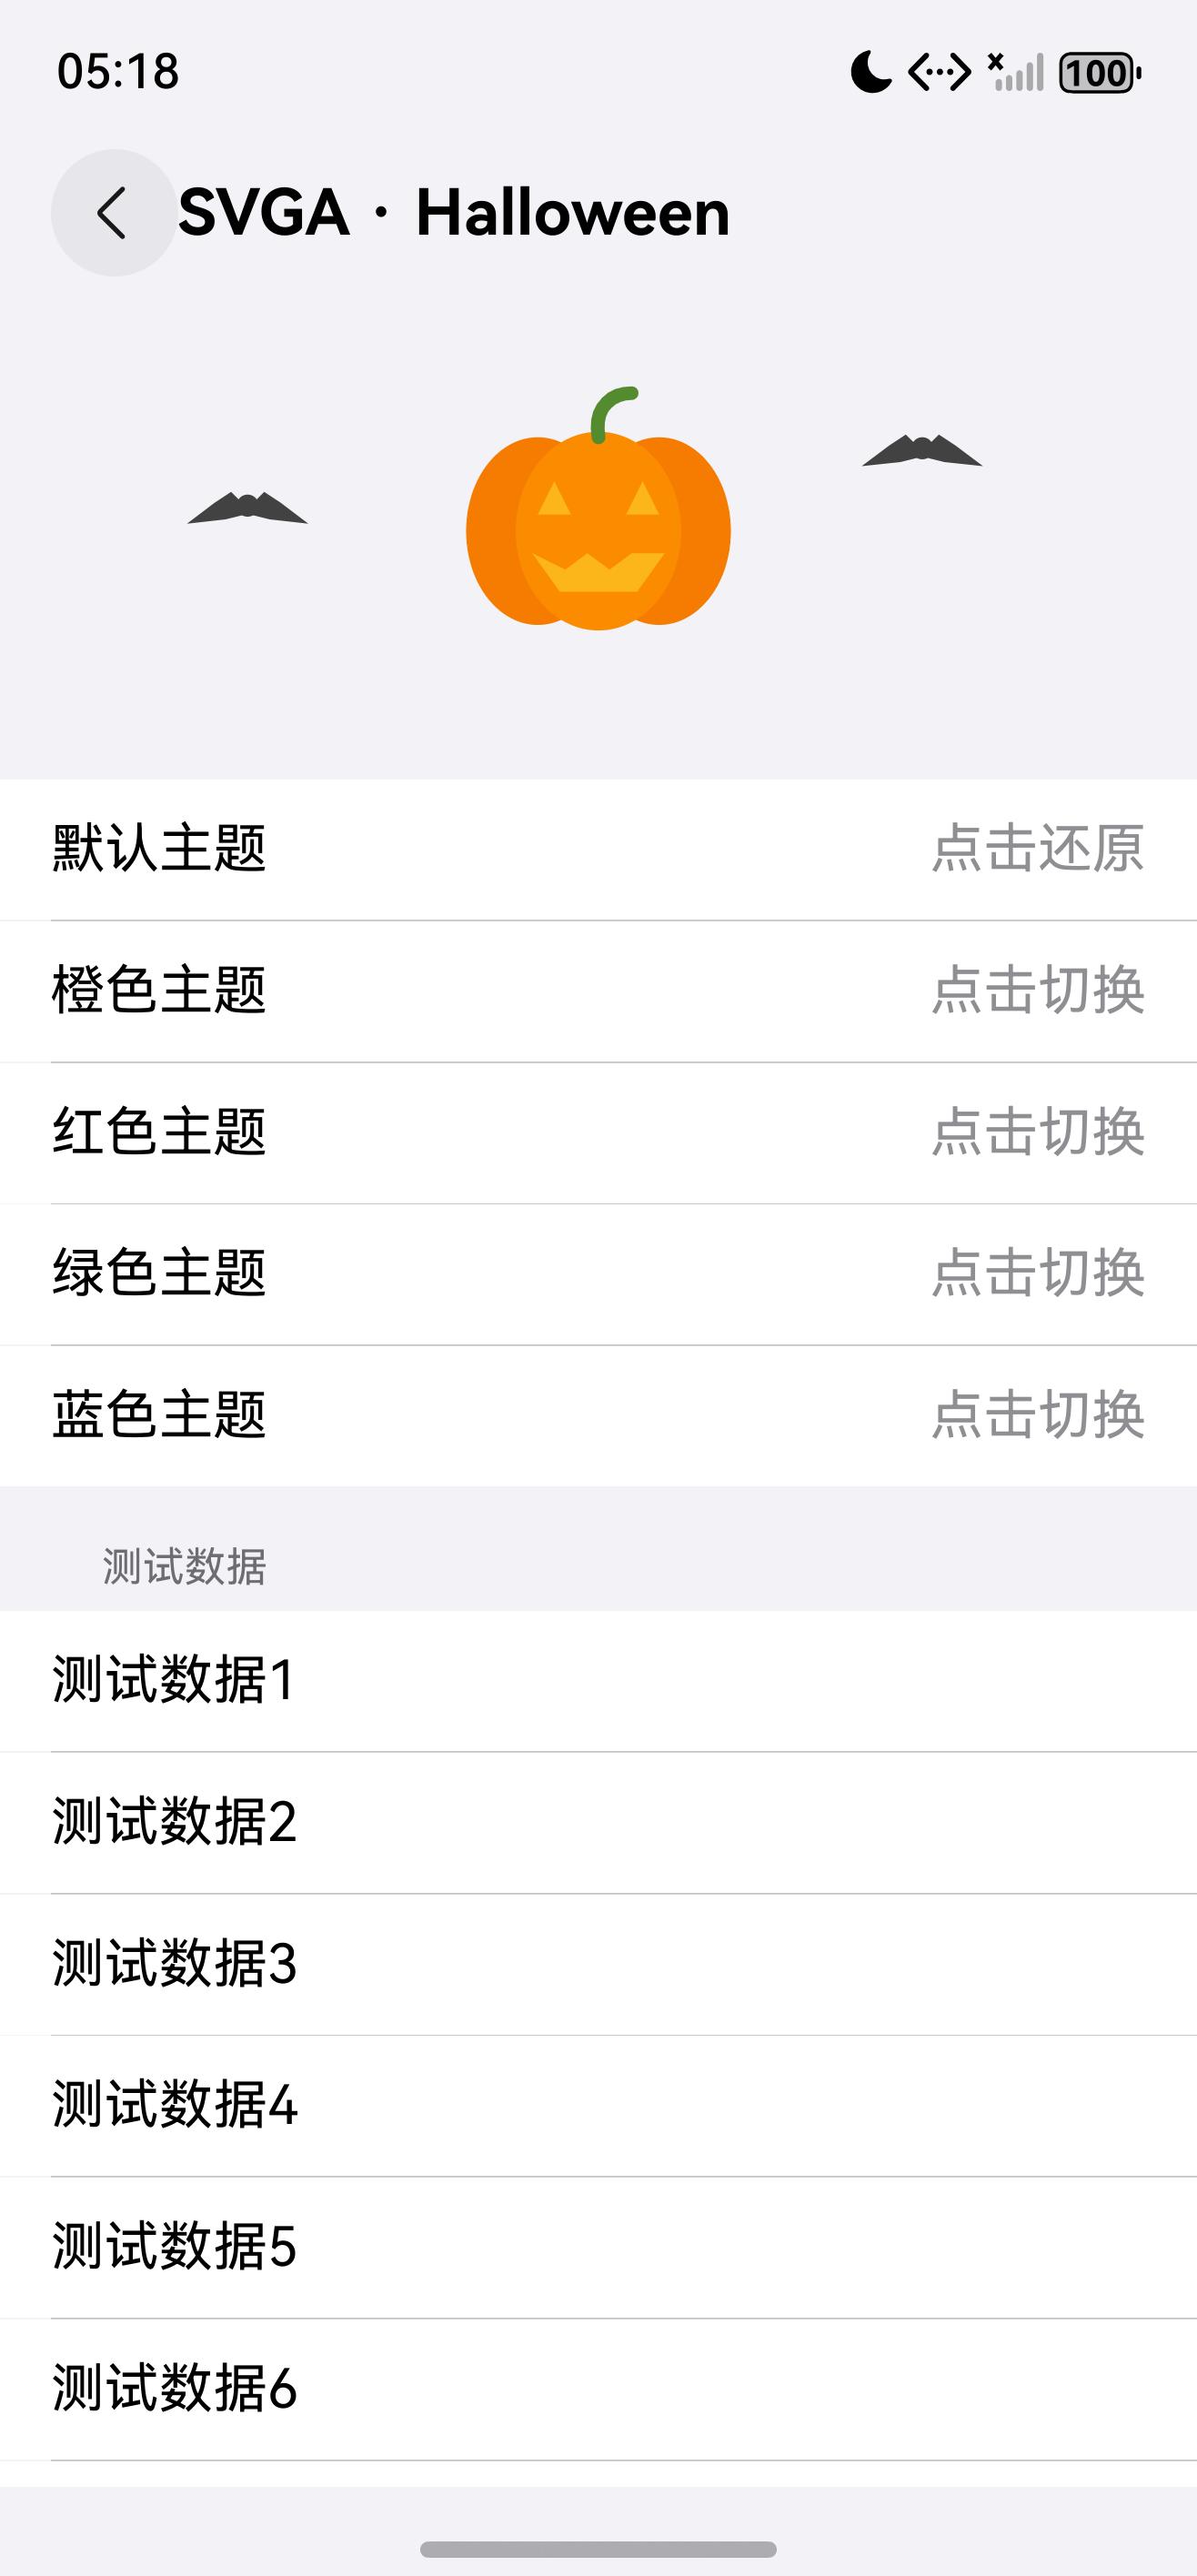 05:18
100
SVGA · Halloween
默认主题 点击还原
橙色主题 点击切换
红色主题 点击切换
绿色主题 点击切换
蓝色主题 点击切换
测试数据
测试数据1
测试数据2
测试数据3
测试数据4
测试数据5
测试数据6